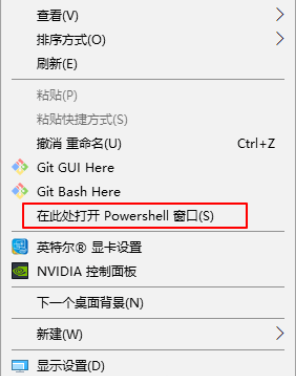 查看(V)
排序方式(O)
刷新(E)
粘贴(P)
粘贴快捷方式(S)
撤消 重命名(U) Ctrl+Z
Git GUI Here
Git Bash Here
在此处打开 Powershell 窗口(S)
英特尔® 显卡设置
NVIDIA 控制面板
下一个桌面背景(N)
新建(W)
显示设置(D)